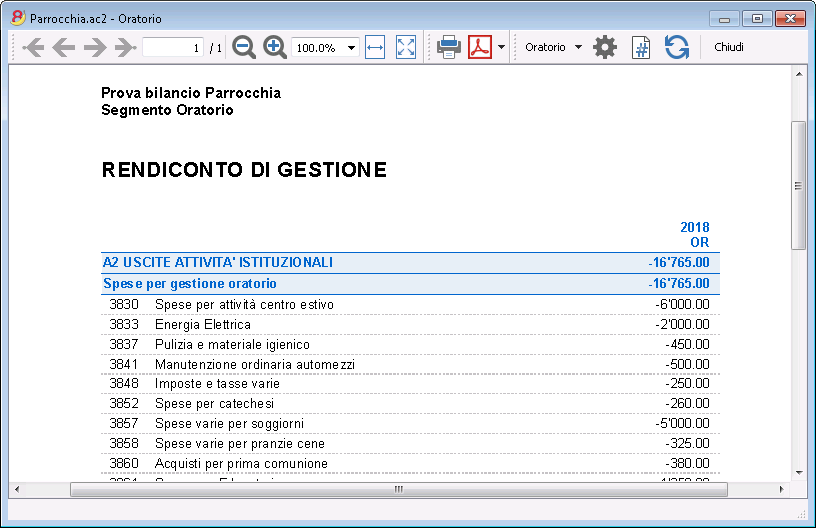 Parrocchia.ac2 - Oratorio
1 / 1 100.0% Oratorio # Chiudi
Prova bilancio Parrocchia
Segmento Oratorio
RENDICONTO DI GESTIONE
2018
OR
A2 USCITE ATTIVITA' ISTITUZIONALI -16'765.00
Spese per gestione oratorio -16'765.00
3830 Spese per attività centro estivo -6'000.00
3833 Energia Elettrica -2'000.00
3837 Pulizia e materiale igienico -450.00
3841 Manutenzione ordinaria automezzi -500.00
3848 Imposte e tasse varie -250.00
3852 Spese per catechesi -260.00
3857 Spese varie per soggiorni -5'000.00
3858 Spese varie per pranzie cene -325.00
3860 Acquisti per prima comunione -380.00